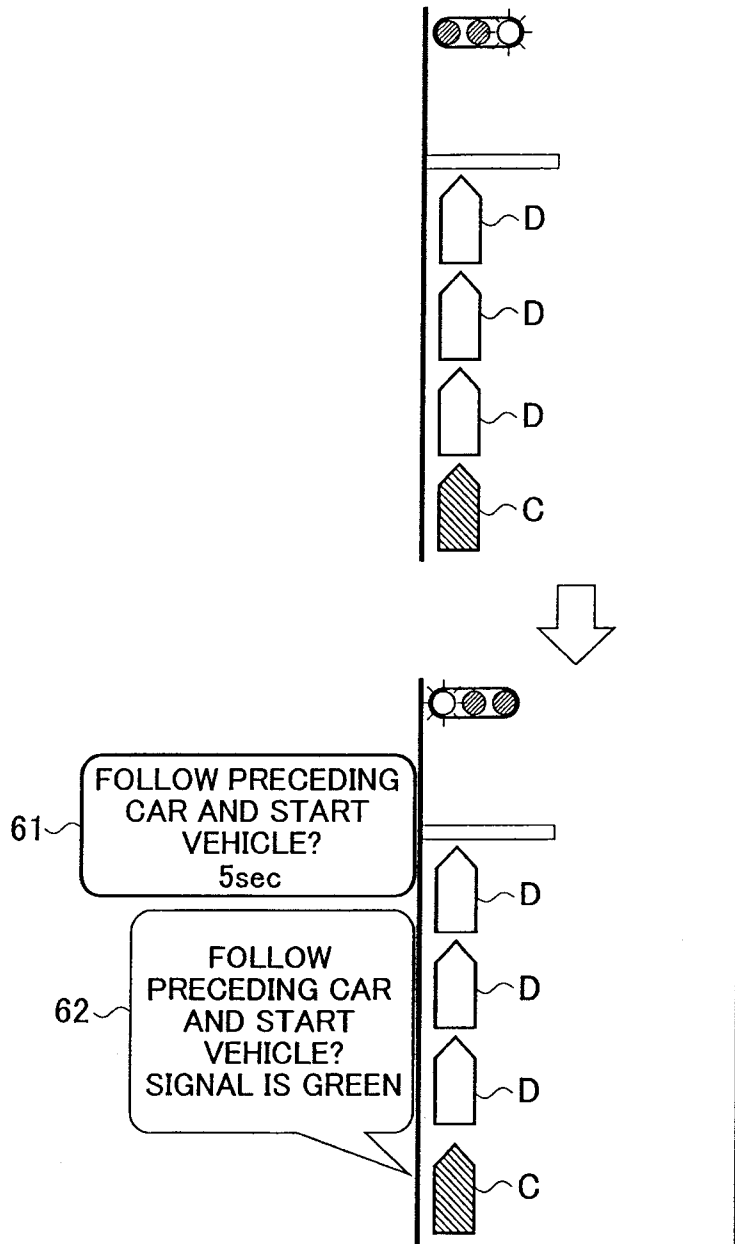 D
D
D
C
61
FOLLOW PRECEDING
CAR AND START
VEHICLE?
5sec
62
FOLLOW
PRECEDING CAR
AND START
VEHICLE?
SIGNAL IS GREEN
D
D
D
C